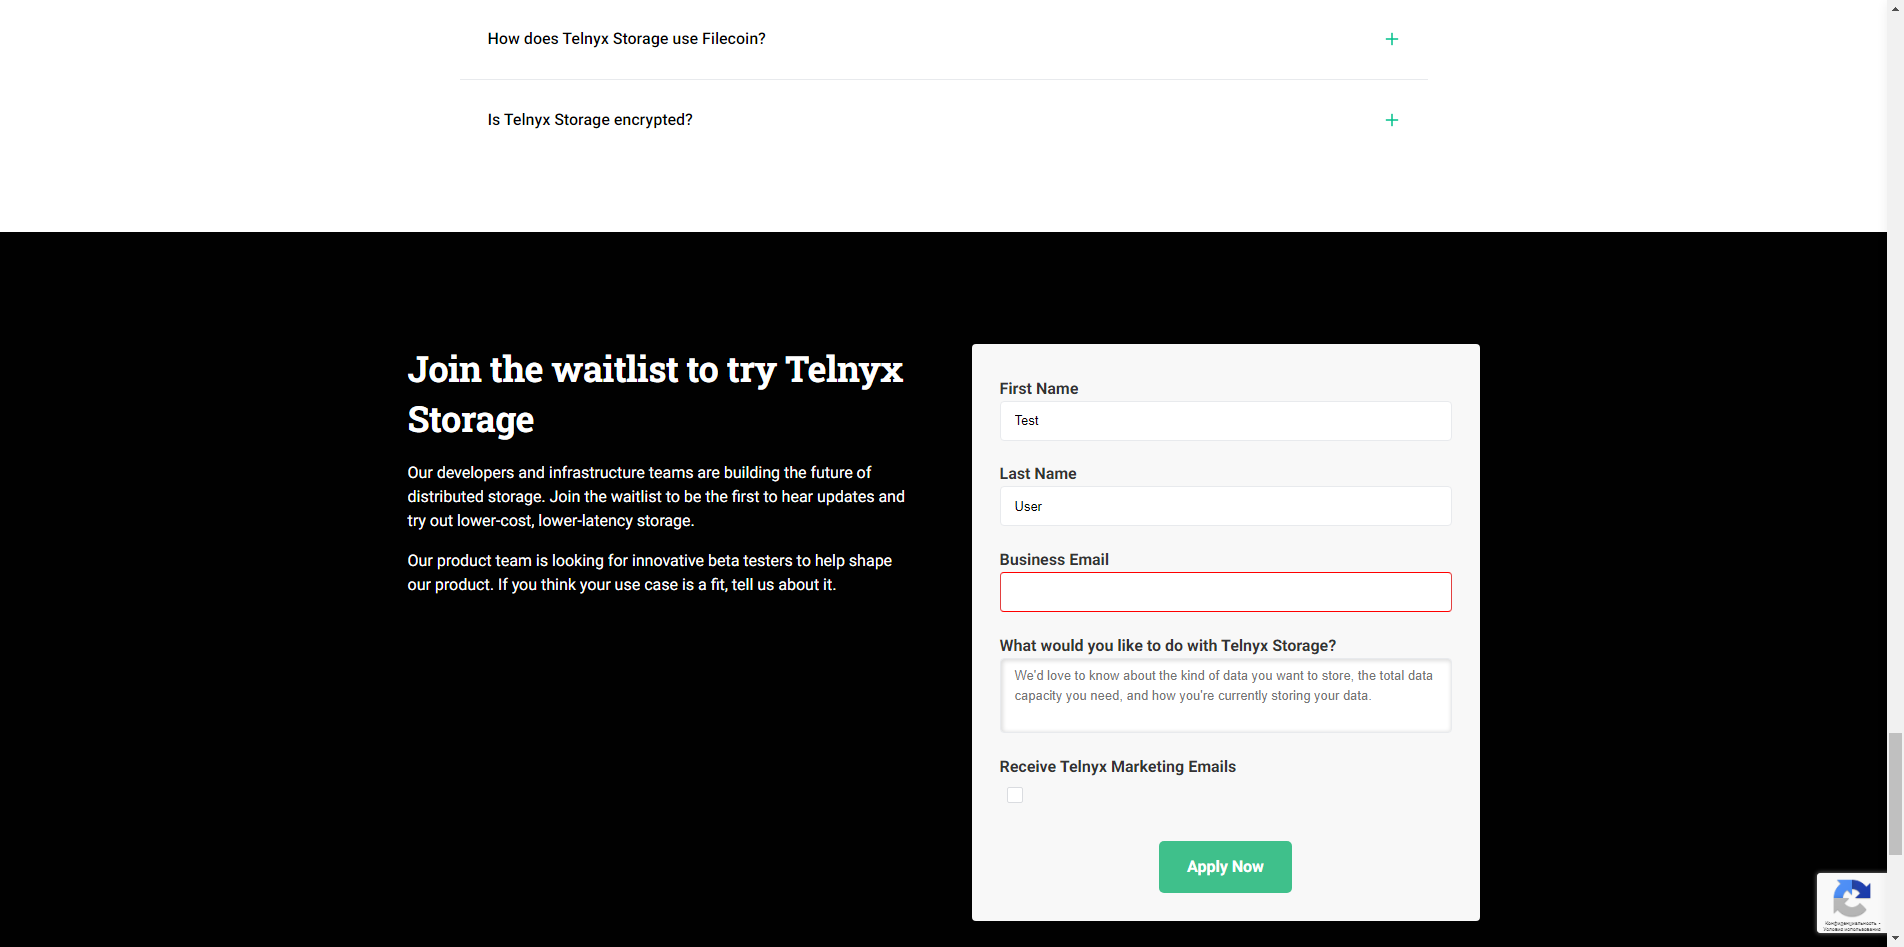 How does Telnyx Storage use Filecoin?
Is Telnyx Storage encrypted?
Join the waitlist to try Telnyx
Storage
Our developers and infrastructure teams are building the future of
distributed storage. Join the waitlist to be the first to hear updates and
try out lower-cost, lower-latency storage.
Our product team is looking for innovative beta testers to help shape
our product. If you think your use case is a fit, tell us about it.
First Name
Test
Last Name
User
Business Email
What would you like to do with Telnyx Storage?
We'd love to know about the kind of data you want to store, the total data
capacity you need, and how you're currently storing your data.
Receive Telnyx Marketing Emails
Apply Now
Конфиденциальность -
Условия использования